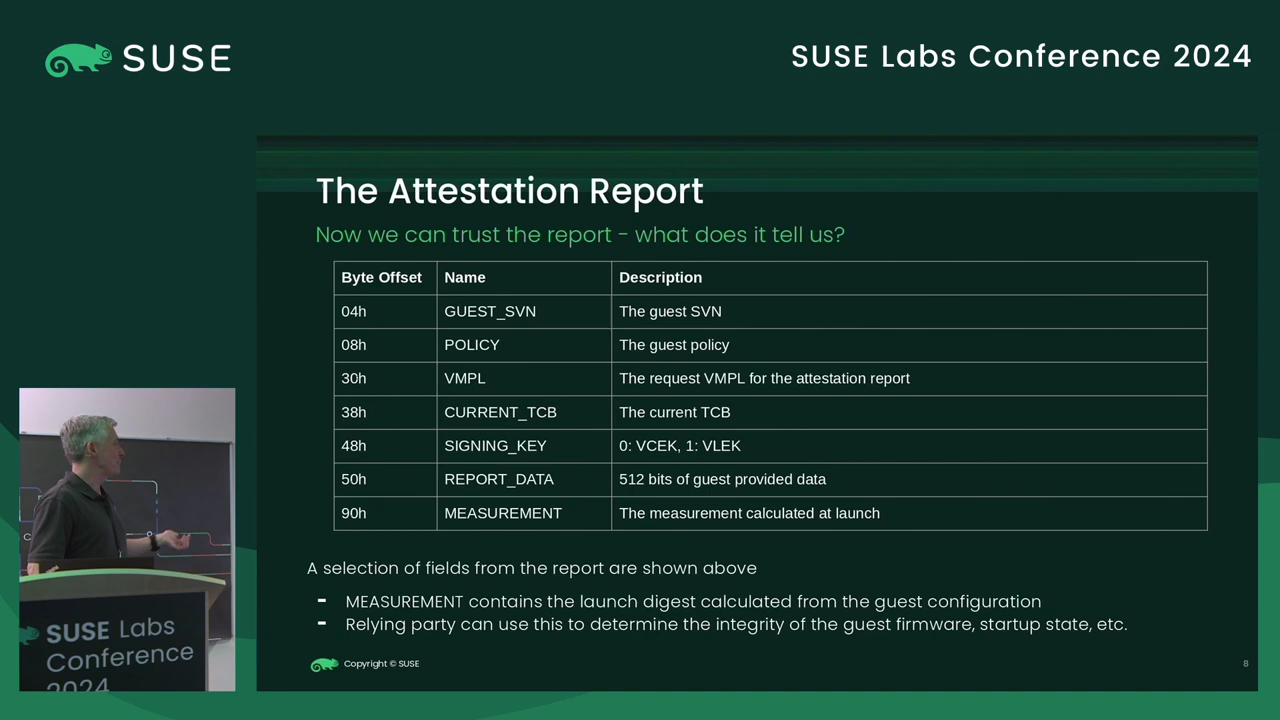 SUSE
SUSE Labs Conference 2024
The Attestation Report
Now we can trust the report - what does it tell us?
Byte Offset Name Description
04h GUEST_SVN The guest SVN
08h POLICY The guest policy
30h VMPL The request VMPL for the attestation report
38h CURRENT_TCB The current TCB
48h SIGNING_KEY 0: VCEK, 1: VLEK
50h REPORT_DATA 512 bits of guest provided data
90h MEASUREMENT The measurement calculated at launch
A selection of fields from the report are shown above
- MEASUREMENT contains the launch digest calculated from the guest configuration
- Relying party can use this to determine the integrity of the guest firmware, startup state, etc.
Copyright © SUSE
8
SUSE Labs
Conference
2024